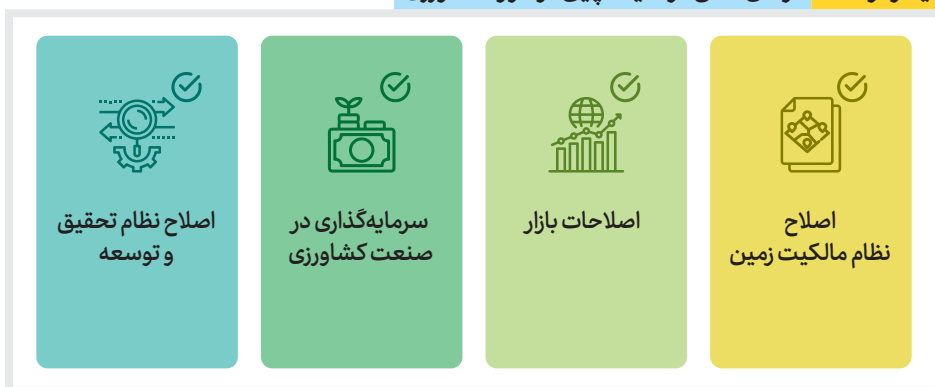 اصلاح
نظام مالکیت زمین
اصلاحات بازار
سرمایه‌گذاری در
صنعت کشاورزی
اصلاح نظام تحقیق
و توسعه